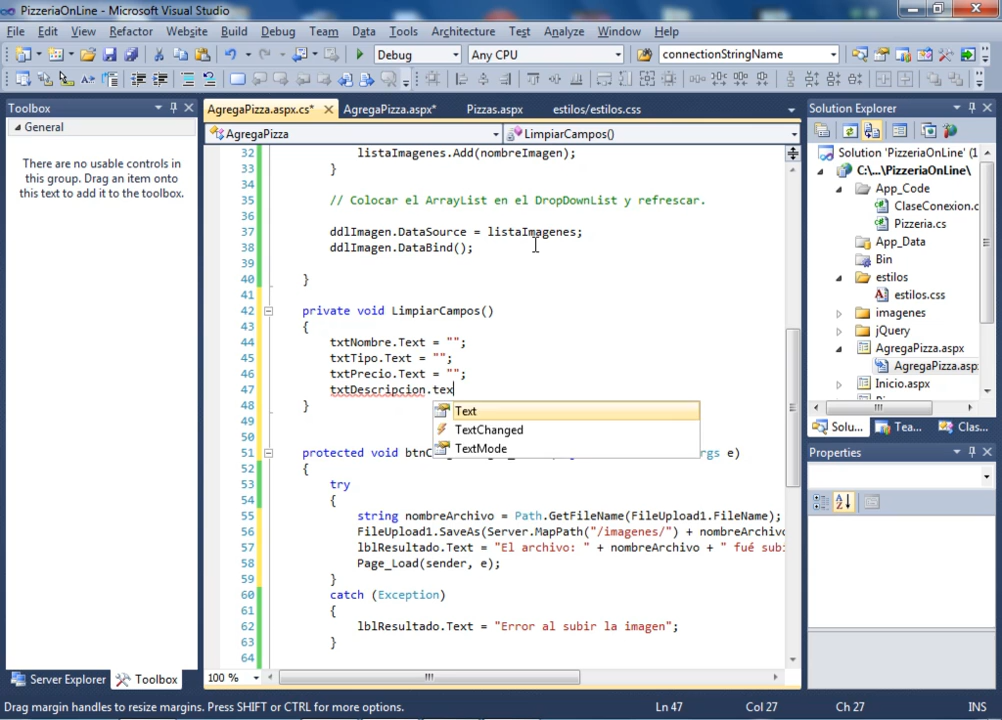 PizzeriaOnLine - Microsoft Visual Studio
File Edit View Refactor Website Build Debug Team Data Tools Architecture Test Analyze Window Help
Debug Any CPU connectionStringName
Toolbox
General
There are no usable controls in this group. Drag an item onto this text to add it to the toolbox.
Server Explorer Toolbox
AgregaPizza.aspx.cs* AgregaPizza.aspx* Pizzas.aspx estilos/estilos.css
AgregaPizza LimpiarCampos()
32 listaImagenes.Add(nombreImagen);
33 }
34
35 // Colocar el ArrayList en el DropDownList y refrescar.
36
37 ddlImagen.DataSource = listaImagenes;
38 ddlImagen.DataBind();
39
40 }
41
42 private void LimpiarCampos()
43 {
44 txtNombre.Text = "";
45 txtTipo.Text = "";
46 txtPrecio.Text = "";
47 txtDescripcion.tex
48 }
Text
TextChanged
TextMode
49
50
51 protected void btnC rgs e)
52 {
53 try
54 {
55 string nombreArchivo = Path.GetFileName(FileUpload1.FileName);
56 FileUpload1.SaveAs(Server.MapPath("/imagenes/") + nombreArchivo
57 lblResultado.Text = "El archivo: " + nombreArchivo + " fué subi
58 Page_Load(sender, e);
59 }
60 catch (Exception)
61 {
62 lblResultado.Text = "Error al subir la imagen";
63 }
64
100 %
Solution Explorer
Solution 'PizzeriaOnLine' (1
C:\...\PizzeriaOnLine\
App_Code
ClaseConexion.c
Pizzeria.cs
App_Data
Bin
estilos
estilos.css
imagenes
jQuery
AgregaPizza.aspx
AgregaPizza.asp
Inicio.aspx
Solu... Tea... Clas...
Properties
Drag margin handles to resize margins. Press SHIFT or CTRL for more options. Ln 47 Col 27 Ch 27 INS